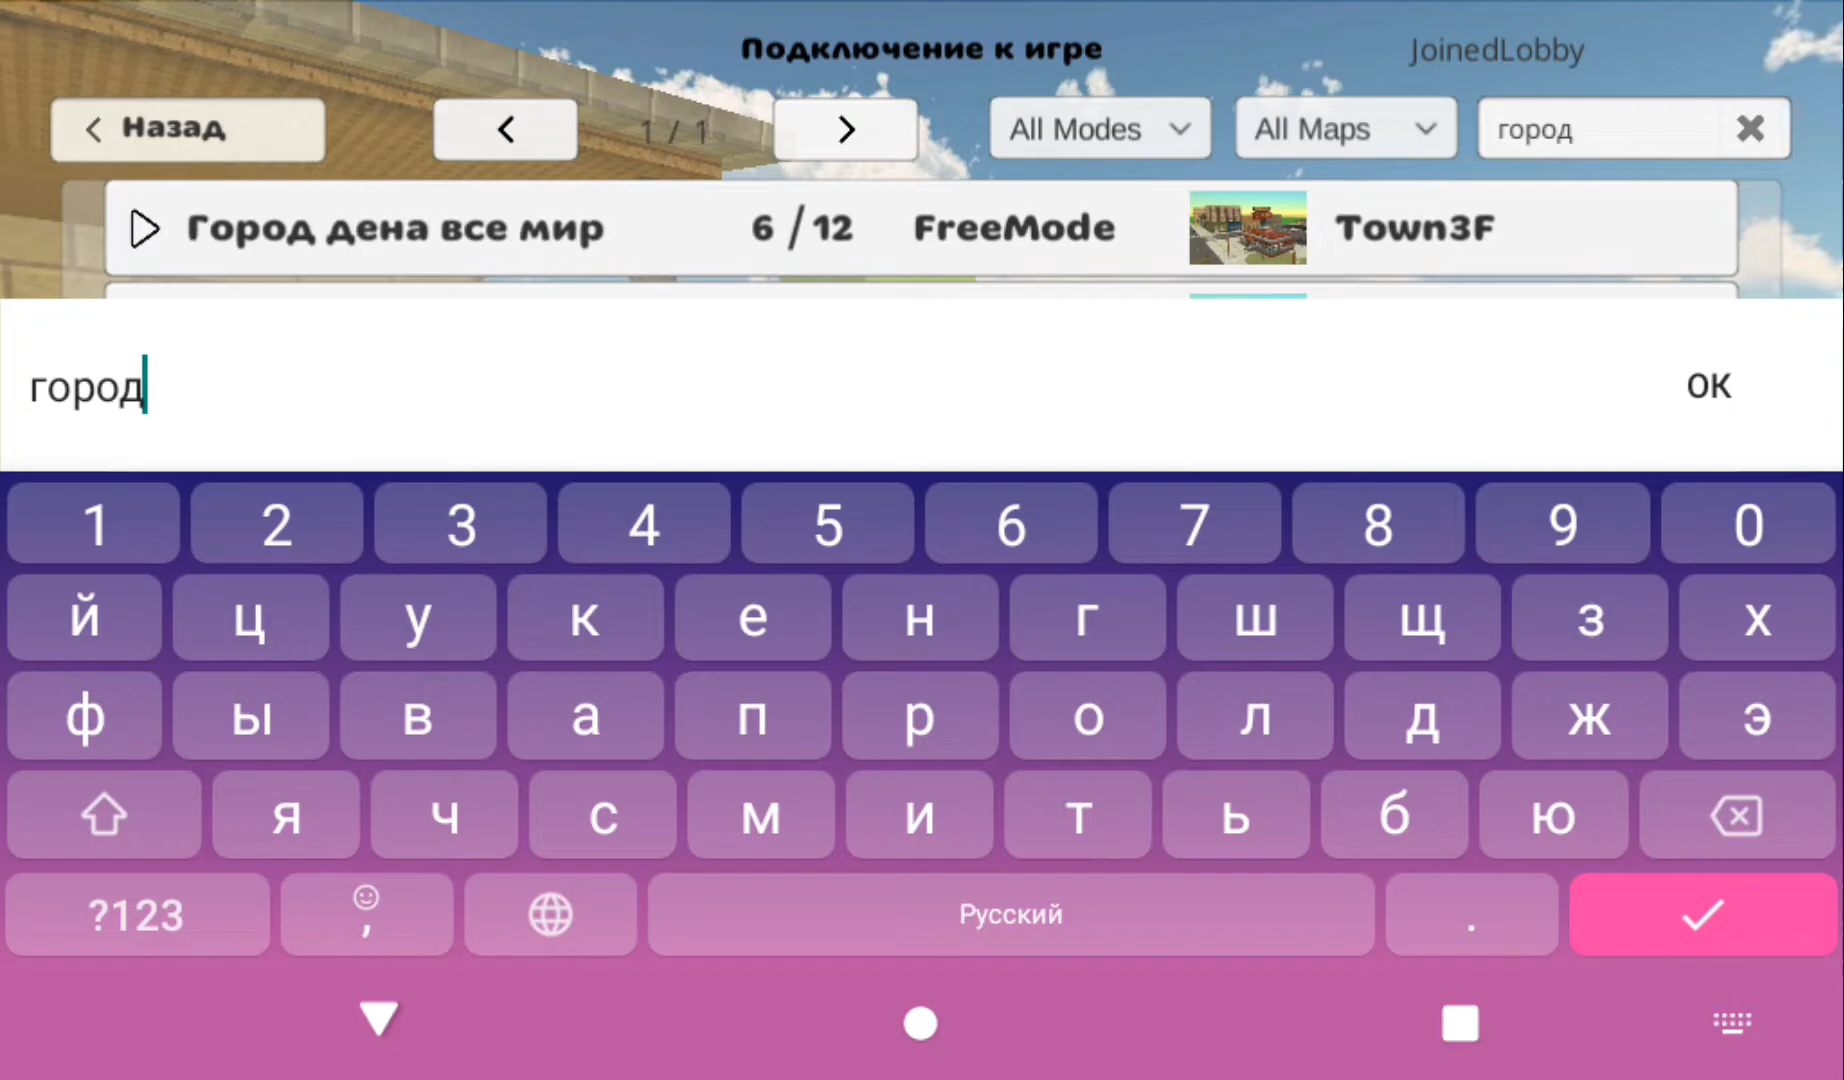 Подключение к игре
JoinedLobby
Назад
1 / 1
All Modes
All Maps
город
Город дена все мир 6 / 12 FreeMode Town3F
город
OK
1 2 3 4 5 6 7 8 9 0
й ц у к е н г ш щ з х
ф ы в а п р о л д ж э
я ч с м и т ь б ю
?123 , Русский .